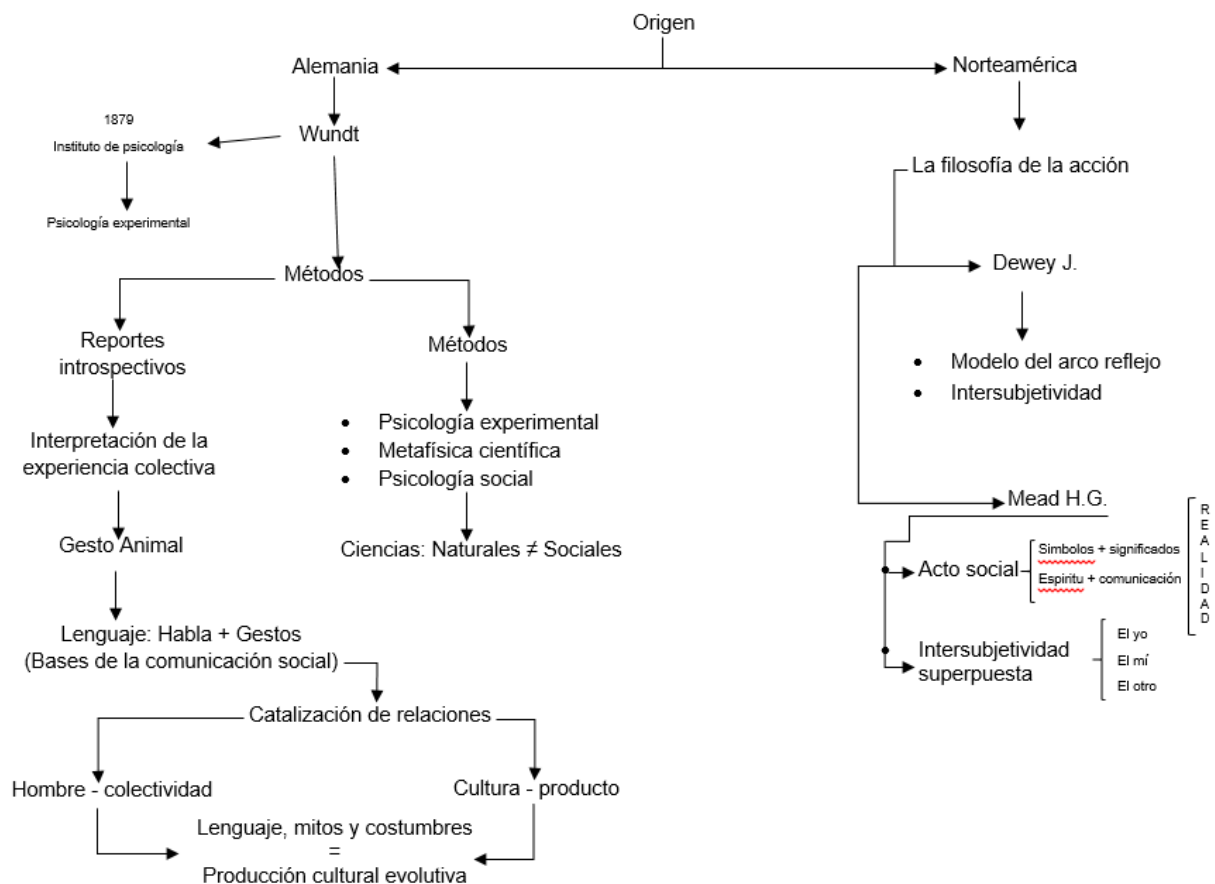 Origen
Alemania
Norteamérica
1879
Instituto de psicología
Wundt
Psicología experimental
La filosofía de la acción
Métodos
Dewey J.
Reportes
introspectivos
Métodos
• Modelo del arco reflejo
• Intersubjetividad
Interpretación de la
experiencia colectiva
• Psicología experimental
• Metafísica científica
• Psicología social
Gesto Animal
Ciencias: Naturales ≠ Sociales
Mead H.G.
Acto social
Simbolos + significados
Espiritu + comunicación
REALIDAD
Lenguaje: Habla + Gestos
(Bases de la comunicación social)
Intersubjetividad
superpuesta
El yo
El mí
El otro
Catalización de relaciones
Hombre - colectividad
Cultura - producto
Lenguaje, mitos y costumbres
=
Producción cultural evolutiva